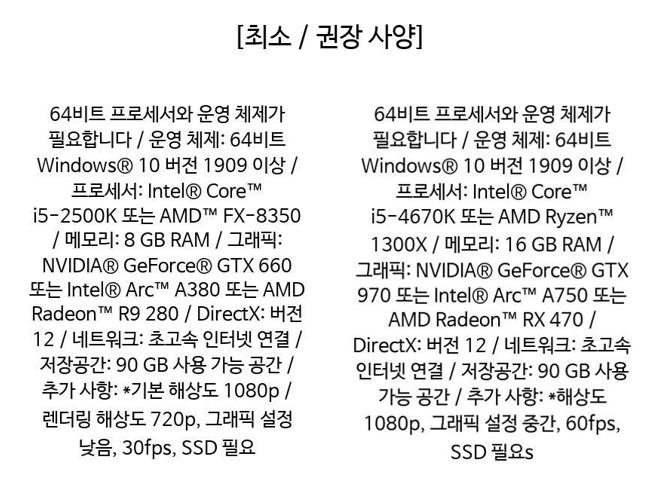 [최소 / 권장 사양]
64비트 프로세서와 운영 체제가
필요합니다 / 운영 체제: 64비트
Windows® 10 버전 1909 이상 /
프로세서: Intel® Core™
i5-2500K 또는 AMD™ FX-8350
/ 메모리: 8 GB RAM / 그래픽:
NVIDIA® GeForce® GTX 660
또는 Intel® Arc™ A380 또는 AMD
Radeon™ R9 280 / DirectX: 버전
12 / 네트워크: 초고속 인터넷 연결 /
저장공간: 90 GB 사용 가능 공간 /
추가 사항: *기본 해상도 1080p /
렌더링 해상도 720p, 그래픽 설정
낮음, 30fps, SSD 필요
64비트 프로세서와 운영 체제가
필요합니다 / 운영 체제: 64비트
Windows® 10 버전 1909 이상 /
프로세서: Intel® Core™
i5-4670K 또는 AMD Ryzen™
1300X / 메모리: 16 GB RAM /
그래픽: NVIDIA® GeForce® GTX
970 또는 Intel® Arc™ A750 또는
AMD Radeon™ RX 470 /
DirectX: 버전 12 / 네트워크: 초고속
인터넷 연결 / 저장공간: 90 GB 사용
가능 공간 / 추가 사항: *해상도
1080p, 그래픽 설정 중간, 60fps,
SSD 필요s